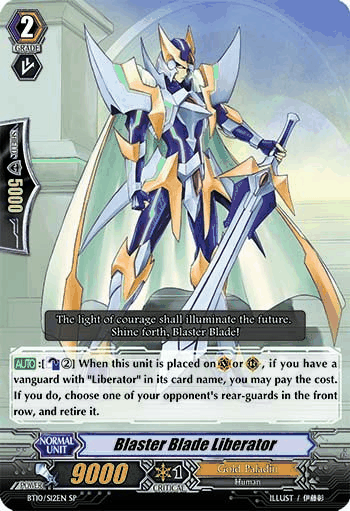 2
GRADE
SHIELD
5000
The light of courage shall illuminate the future.
Shine forth, Blaster Blade!
AUTO :[ ②] When this unit is placed on V or R, if you have a
vanguard with "Liberator" in its card name, you may pay the cost.
If you do, choose one of your opponent's rear-guards in the front
row, and retire it.
NORMAL UNIT
Blaster Blade Liberator
POWER 9000
1 CRITICAL
Gold Paladin
Human
BT10/S12EN SP
ILLUST / 伊藤彰